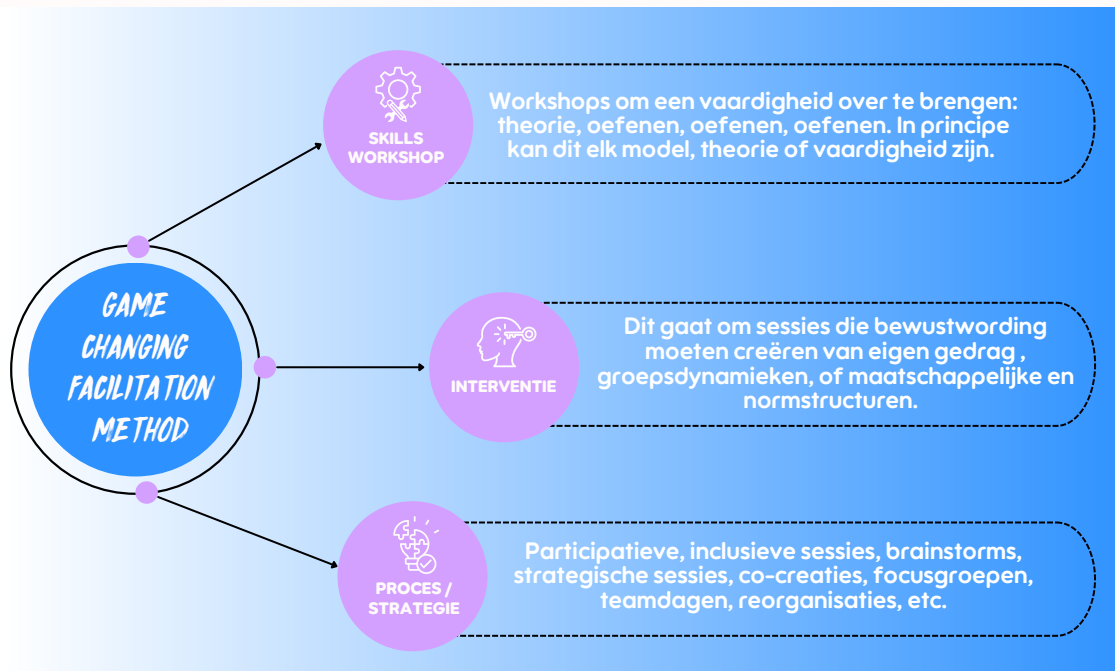 GAME
CHANGING
FACILITATION
METHOD
SKILLS
WORKSHOP
Workshops om een vaardigheid over te brengen:
theorie, oefenen, oefenen, oefenen. In principe
kan dit elk model, theorie of vaardigheid zijn.
INTERVENTIE
Dit gaat om sessies die bewustwording
moeten creëren van eigen gedrag ,
groepsdynamieken, of maatschappelijke en
normstructuren.
PROCES /
STRATEGIE
Participatieve, inclusieve sessies, brainstorms,
strategische sessies, co-creaties, focusgroepen,
teamdagen, reorganisaties, etc.